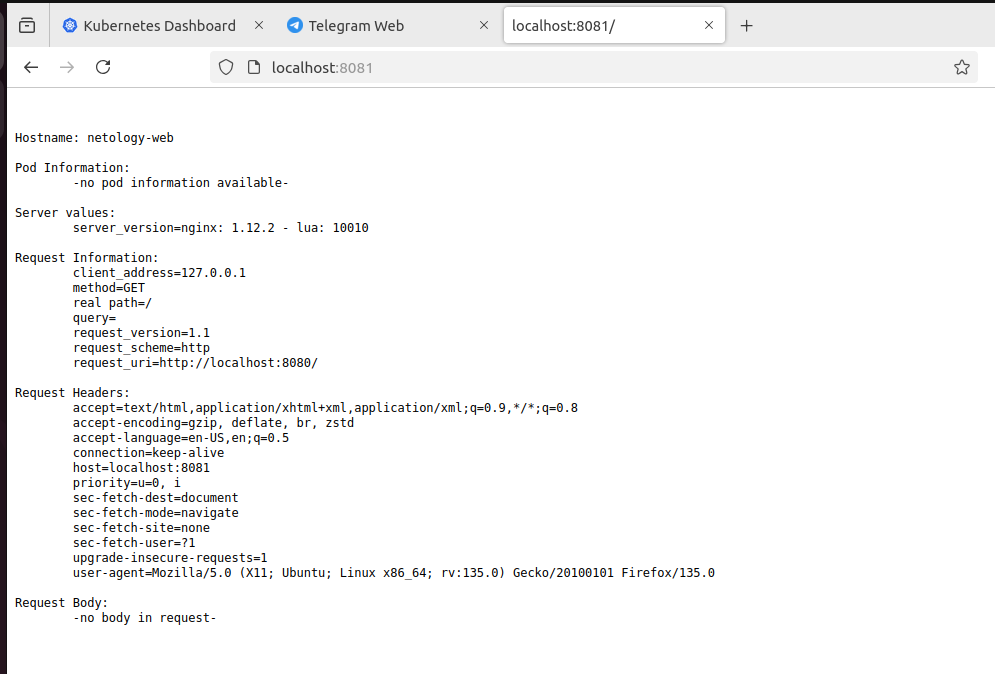 Kubernetes Dashboard
Telegram Web
localhost:8081/
localhost:8081
Hostname: netology-web
Pod Information:
-no pod information available-
Server values:
server_version=nginx: 1.12.2 - lua: 10010
Request Information:
client_address=127.0.0.1
method=GET
real path=/
query=
request_version=1.1
request_scheme=http
request_uri=http://localhost:8080/
Request Headers:
accept=text/html,application/xhtml+xml,application/xml;q=0.9,*/*;q=0.8
accept-encoding=gzip, deflate, br, zstd
accept-language=en-US,en;q=0.5
connection=keep-alive
host=localhost:8081
priority=u=0, i
sec-fetch-dest=document
sec-fetch-mode=navigate
sec-fetch-site=none
sec-fetch-user=?1
upgrade-insecure-requests=1
user-agent=Mozilla/5.0 (X11; Ubuntu; Linux x86_64; rv:135.0) Gecko/20100101 Firefox/135.0
Request Body:
-no body in request-